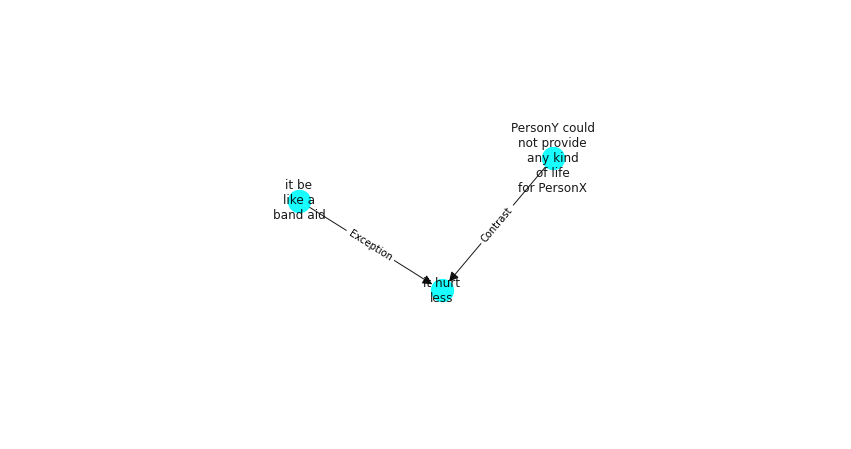 PersonY could
not provide
any kind
of life
for PersonX
it be
like a
band aid
Exception
Contrast
it hurt
less